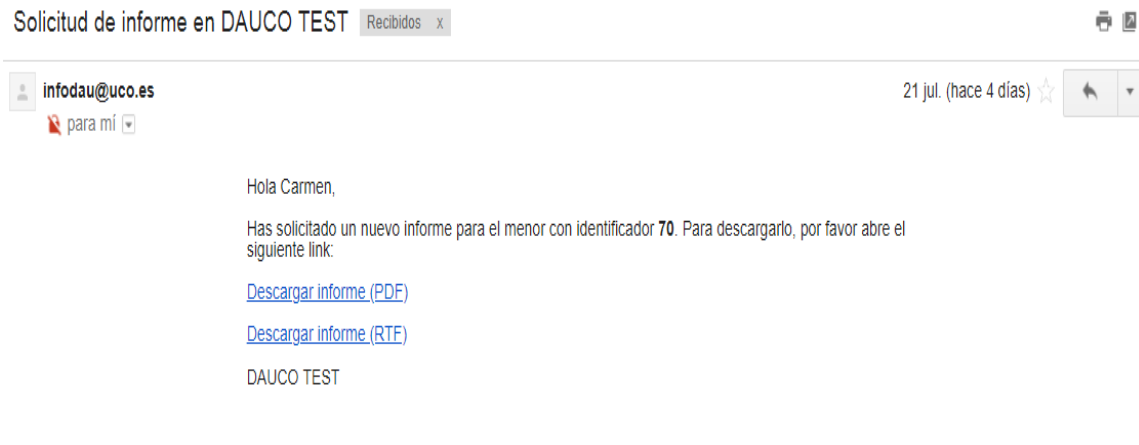 Solicitud de informe en DAUCO TEST Recibidos x
infodau@uco.es 21 jul. (hace 4 días)
para mí
Hola Carmen,
Has solicitado un nuevo informe para el menor con identificador 70. Para descargarlo, por favor abre el
siguiente link:
Descargar informe (PDF)
Descargar informe (RTF)
DAUCO TEST